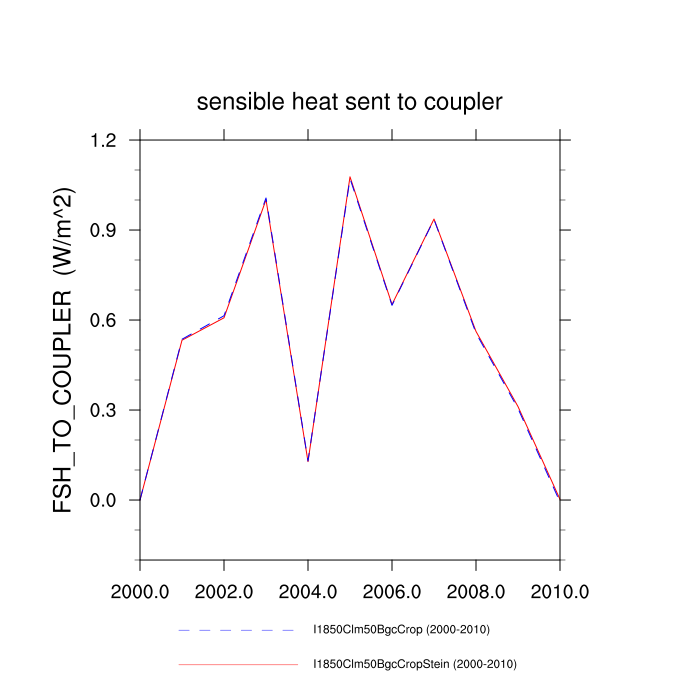 sensible heat sent to coupler
FSH_TO_COUPLER (W/m^2)
1.2
0.9
0.6
0.3
0.0
2000.0 2002.0 2004.0 2006.0 2008.0 2010.0
I1850Clm50BgcCrop (2000-2010)
I1850Clm50BgcCropStein (2000-2010)